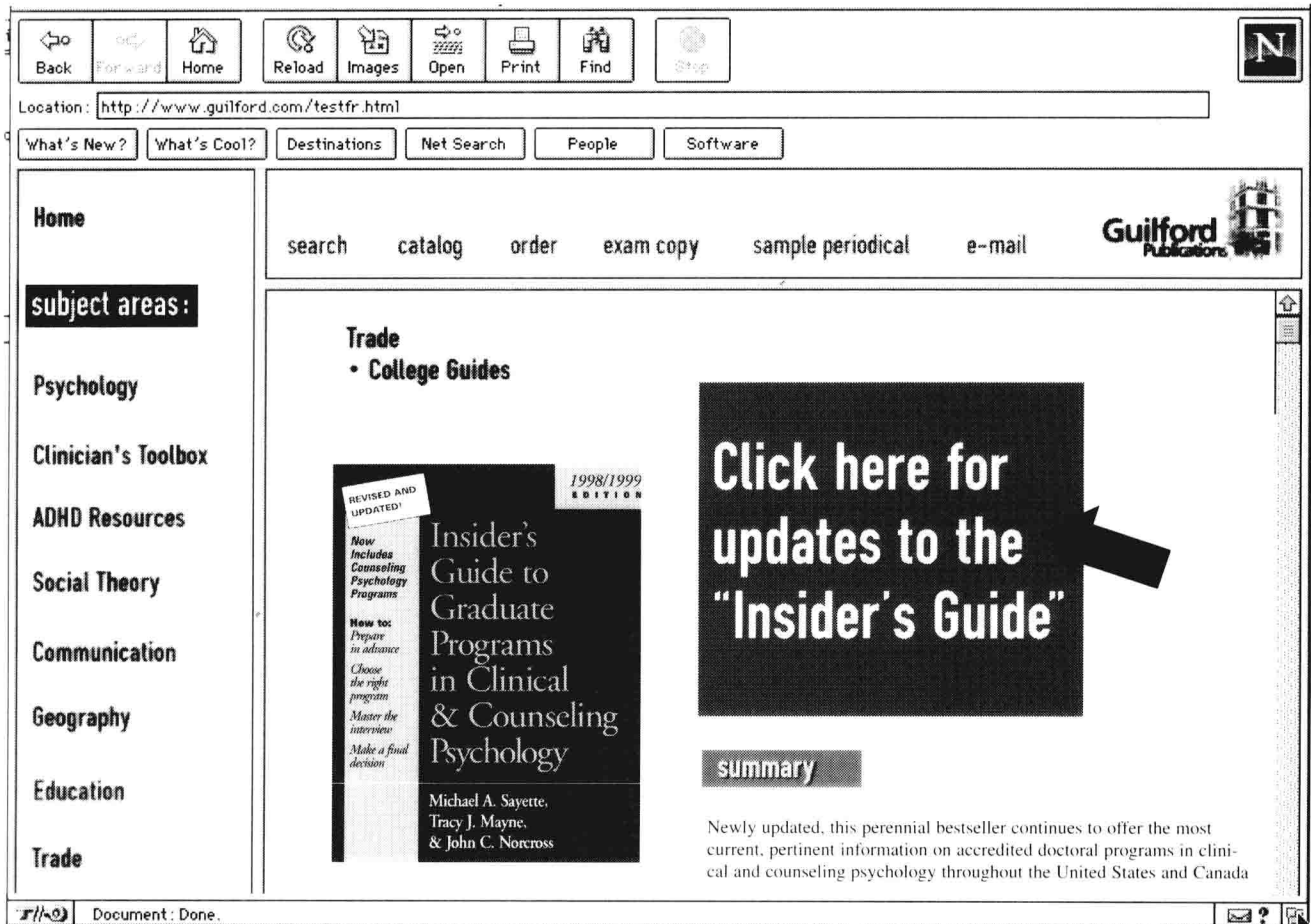 Back Forward Home Reload Images Open Print Find Stop
N
Location: http://www.guilford.com/testfr.html
What's New? What's Cool? Destinations Net Search People Software
Home
subject areas:
Psychology
Clinician's Toolbox
ADHD Resources
Social Theory
Communication
Geography
Education
Trade
search catalog order exam copy sample periodical e-mail
Guilford
Publications
Trade
• College Guides
REVISED AND
UPDATED!
1998/1999
EDITION
Now
Includes
Counseling
Psychology
Programs
How to:
Prepare
in advance
Choose
the right
program
Master the
interview
Make a final
decision
Insider's
Guide to
Graduate
Programs
in Clinical
& Counseling
Psychology
Michael A. Sayette,
Tracy J. Mayne,
& John C. Norcross
Click here for
updates to the
"Insider's Guide"
summary
Newly updated, this perennial bestseller continues to offer the most
current, pertinent information on accredited doctoral programs in clini-
cal and counseling psychology throughout the United States and Canada
Document: Done.
?